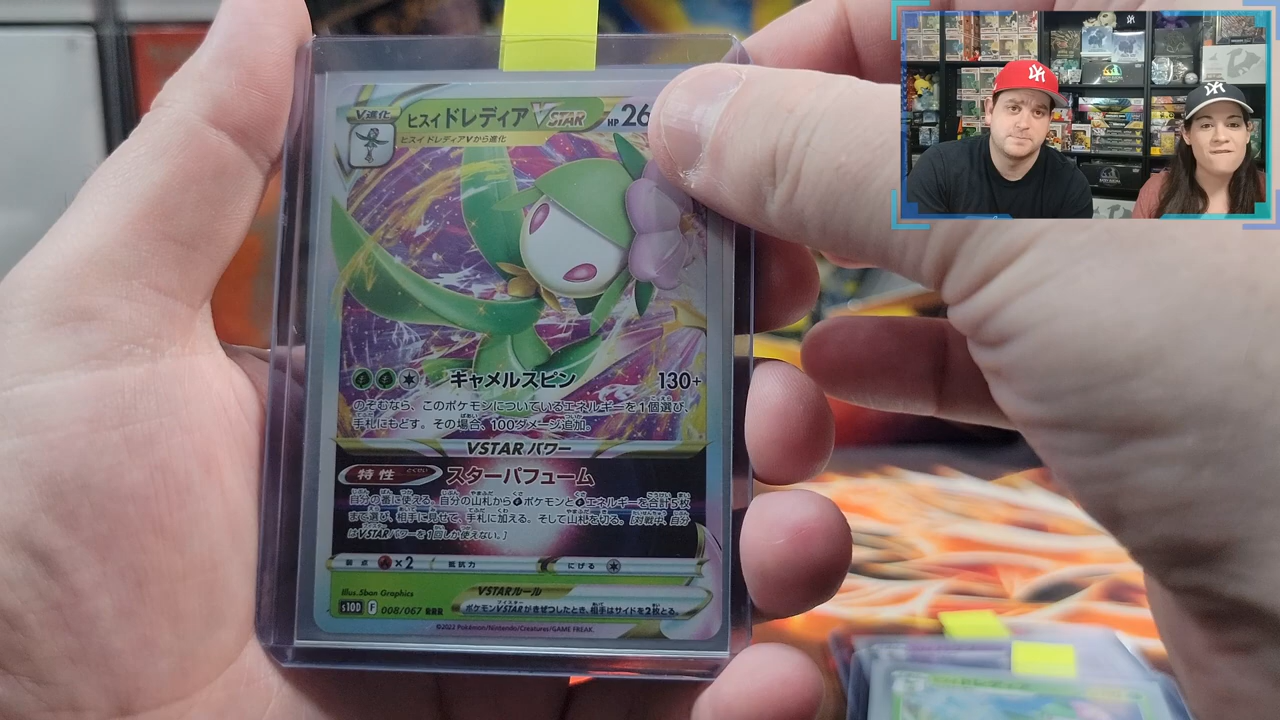 V進化
ヒスイ ドレディア VSTAR HP 26
ヒスイ ドレディアVから進化
キャメルスピン 130+
のぞむなら、このポケモンについているエネルギーを1個選び、
手札にもどす。その場合、100ダメージ追加。
VSTARパワー
特性 スターパフューム
自分の番に使える。自分の山札からポケモンとエネルギーを合計5枚
まで選び、相手に見せて、手札に加える。そして山札を切る。[対戦中、自分
はVSTARパワーを1回しか使えない。]
弱点 ×2 抵抗力 にげる
Illus. 5ban Graphics
VSTARルール
s10D F 008/067 RRR
ポケモンVSTARがきぜつしたとき、相手はサイドを2枚とる。
©2022 Pokémon/Nintendo/Creatures/GAME FREAK